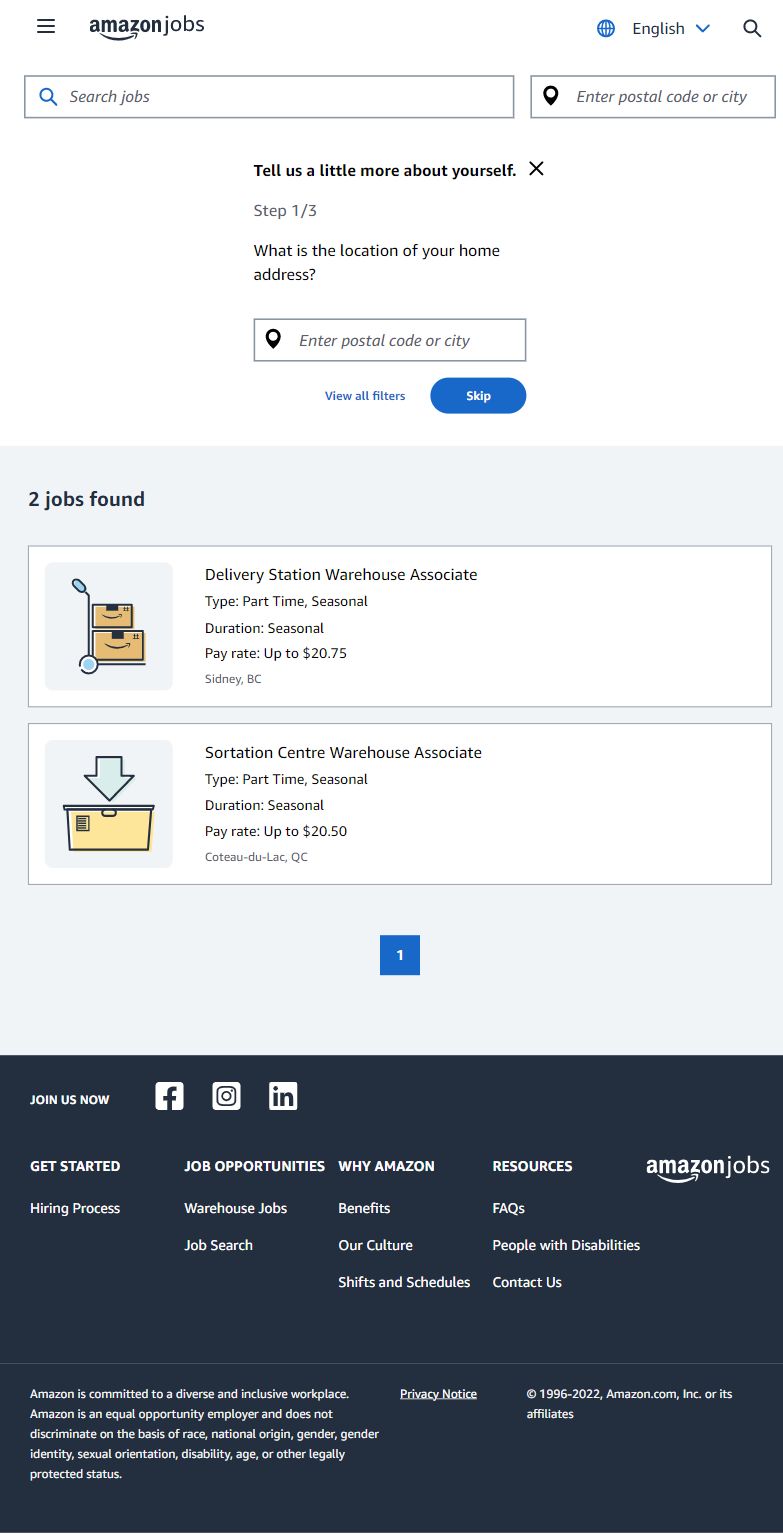 amazonjobs
English
Search jobs
Enter postal code or city
Tell us a little more about yourself.
Step 1/3
What is the location of your home
address?
Enter postal code or city
View all filters
Skip
2 jobs found
Delivery Station Warehouse Associate
Type: Part Time, Seasonal
Duration: Seasonal
Pay rate: Up to $20.75
Sidney, BC
Sortation Centre Warehouse Associate
Type: Part Time, Seasonal
Duration: Seasonal
Pay rate: Up to $20.50
Coteau-du-Lac, QC
1
JOIN US NOW
GET STARTED
Hiring Process
JOB OPPORTUNITIES
Warehouse Jobs
Job Search
WHY AMAZON
Benefits
Our Culture
Shifts and Schedules
RESOURCES
FAQs
People with Disabilities
Contact Us
amazonjobs
Amazon is committed to a diverse and inclusive workplace.
Amazon is an equal opportunity employer and does not
discriminate on the basis of race, national origin, gender, gender
identity, sexual orientation, disability, age, or other legally
protected status.
Privacy Notice
© 1996-2022, Amazon.com, Inc. or its
affiliates